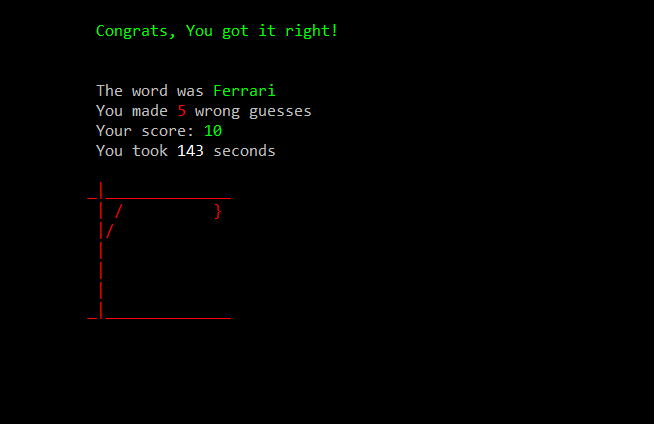 Congrats, You got it right!
The word was Ferrari
You made 5 wrong guesses
Your score: 10
You took 143 seconds